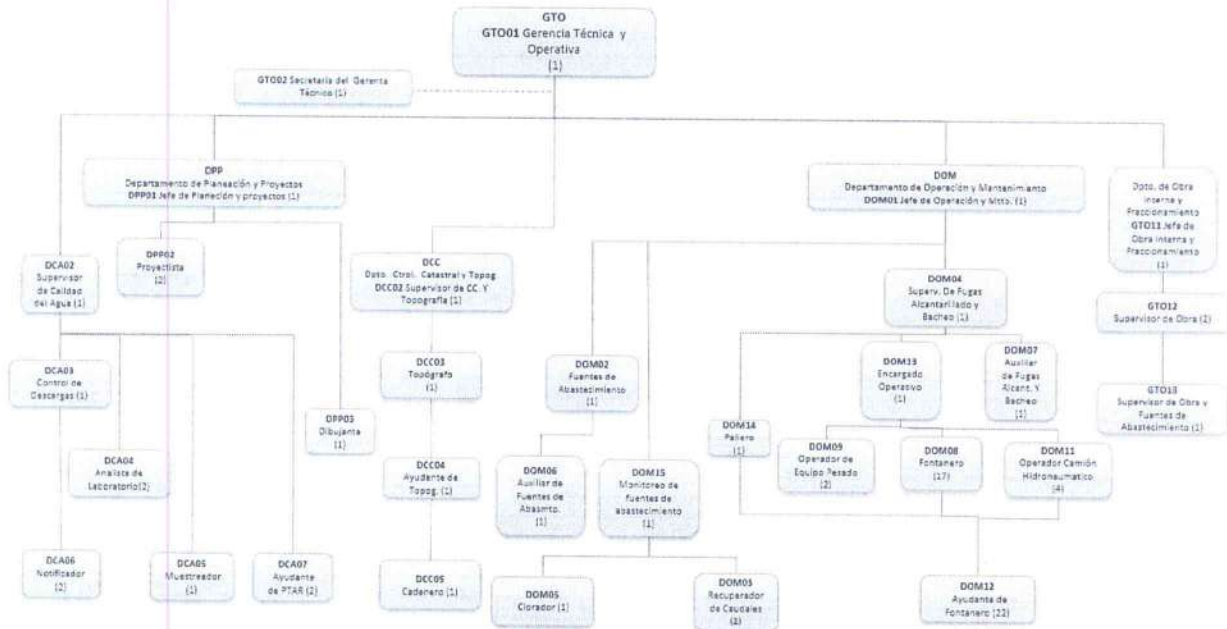 GTO
GTO01 Gerencia Técnica y
Operativa
(1)
GTO02 Secretaria del Gerente
Técnico (1)
DPP
Departamento de Planeación y Proyectos
DPP01 Jefe de Planeción y proyectos (1)
DOM
Departamento de Operación y Mantenimiento
DOM01 Jefe de Operación y Mtto. (1)
Dpto. de Obra
Interna y
Fraccionamiento
GTO11 Jefe de
Obra Interna y
Fraccionamiento
(1)
DCA02
Supervisor
de Calidad
del Agua (1)
DPP02
Proyectista
(2)
DCC
Dpto. Ctrol. Catastral y Topog.
DCC02 Supervisor de CC. Y
Topografía (1)
DOM04
Superv. De Fugas
Alcantarillado y
Bacheo (1)
GTO12
Supervisor de Obra (2)
DCA03
Control de
Descargas (1)
DCC03
Topógrafo
(1)
DOM02
Fuentes de
Abastecimiento
(1)
DOM13
Encargado
Operativo
(1)
DOM07
Auxiliar
de Fugas
Alcant. Y
Bacheo
(1)
GTO13
Supervisor de Obra y
Fuentes de
Abastecimiento (1)
DPP03
Dibujante
(1)
DOM14
Pailero
(1)
DCA04
Analista de
Laboratorio(2)
DCC04
Ayudante de
Topog. (1)
DOM06
Auxiliar de
Fuentes de
Abasmto.
(1)
DOM15
Monitoreo de
fuentes de
abastecimiento
(1)
DOM09
Operador de
Equipo Pesado
(2)
DOM08
Fontanero
(17)
DOM11
Operador Camión
Hidroneumatico
(4)
DCA06
Notificador
(2)
DCA05
Muestreador
(1)
DCA07
Ayudante
de PTAR (2)
DCC05
Cadenero (1)
DOM05
Clorador (1)
DOM03
Recuperador
de Caudales
DOM12
Ayudante de
Fontanero (22)